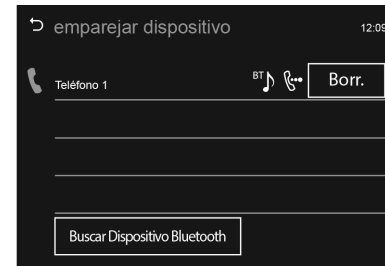 emparejar dispositivo
12:09
Teléfono 1
BT
Borr.
Buscar Dispositivo Bluetooth